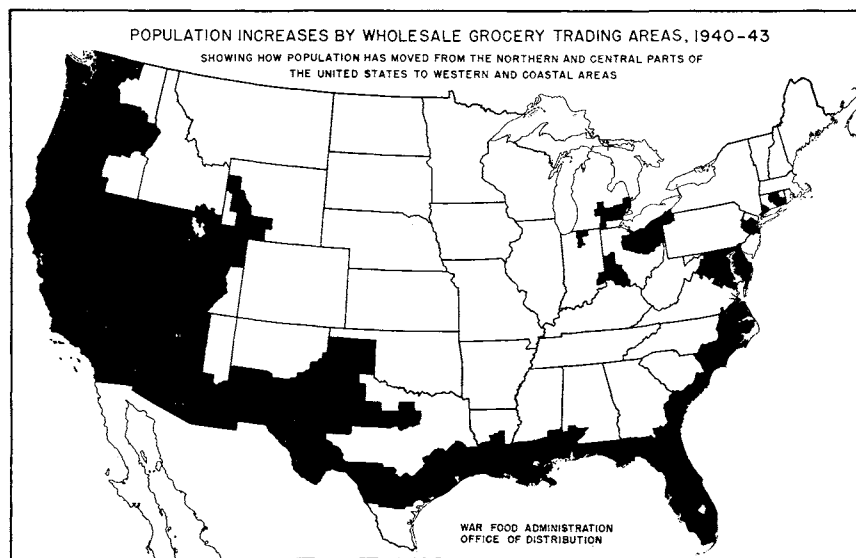 POPULATION INCREASES BY WHOLESALE GROCERY TRADING AREAS, 1940-43
SHOWING HOW POPULATION HAS MOVED FROM THE NORTHERN AND CENTRAL PARTS OF
THE UNITED STATES TO WESTERN AND COASTAL AREAS
WAR FOOD ADMINISTRATION
OFFICE OF DISTRIBUTION